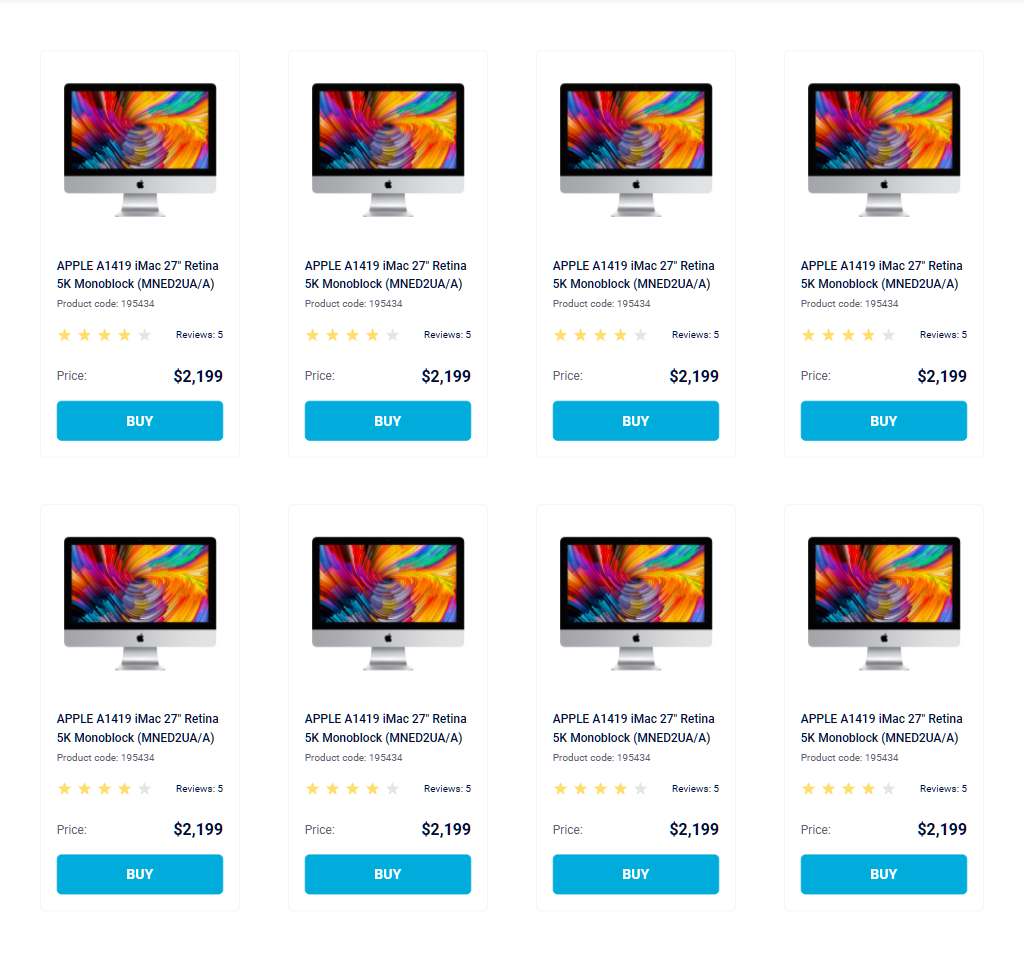 APPLE A1419 iMac 27" Retina
5K Monoblock (MNED2UA/A)
Product code: 195434
Reviews: 5
Price: $2,199
BUY
APPLE A1419 iMac 27" Retina
5K Monoblock (MNED2UA/A)
Product code: 195434
Reviews: 5
Price: $2,199
BUY
APPLE A1419 iMac 27" Retina
5K Monoblock (MNED2UA/A)
Product code: 195434
Reviews: 5
Price: $2,199
BUY
APPLE A1419 iMac 27" Retina
5K Monoblock (MNED2UA/A)
Product code: 195434
Reviews: 5
Price: $2,199
BUY
APPLE A1419 iMac 27" Retina
5K Monoblock (MNED2UA/A)
Product code: 195434
Reviews: 5
Price: $2,199
BUY
APPLE A1419 iMac 27" Retina
5K Monoblock (MNED2UA/A)
Product code: 195434
Reviews: 5
Price: $2,199
BUY
APPLE A1419 iMac 27" Retina
5K Monoblock (MNED2UA/A)
Product code: 195434
Reviews: 5
Price: $2,199
BUY
APPLE A1419 iMac 27" Retina
5K Monoblock (MNED2UA/A)
Product code: 195434
Reviews: 5
Price: $2,199
BUY